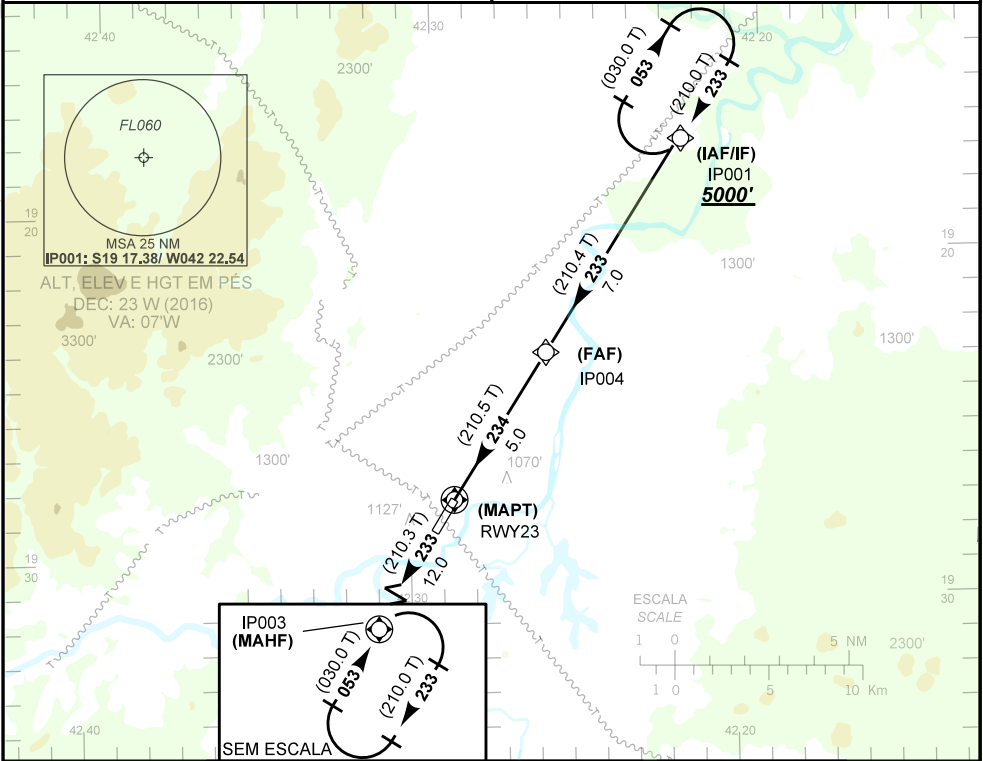 42 40
42 30
42 20
2300'
FL060
MSA 25 NM
IP001: S19 17.38/ W042 22.54
ALT, ELEV E HGT EM PÉS
DEC: 23 W (2016)
VA: 07'W
19
20
3300'
2300'
(030.0 T)
053
(210.0 T)
233
(IAF/IF)
IP001
5000'
19
20
1300'
1300'
(210.4 T)
233
7.0
(FAF)
IP004
(210.5 T)
234
5.0
1300'
1070'
1127'
(MAPT)
RWY23
(210.3 T)
233
12.0
19
30
42 30
19
30
IP003
(MAHF)
(030.0 T)
053
(210.0 T)
233
SEM ESCALA
ESCALA
SCALE
1 0 5 NM
1 0 5 10 Km
2300'
42 40
42 20